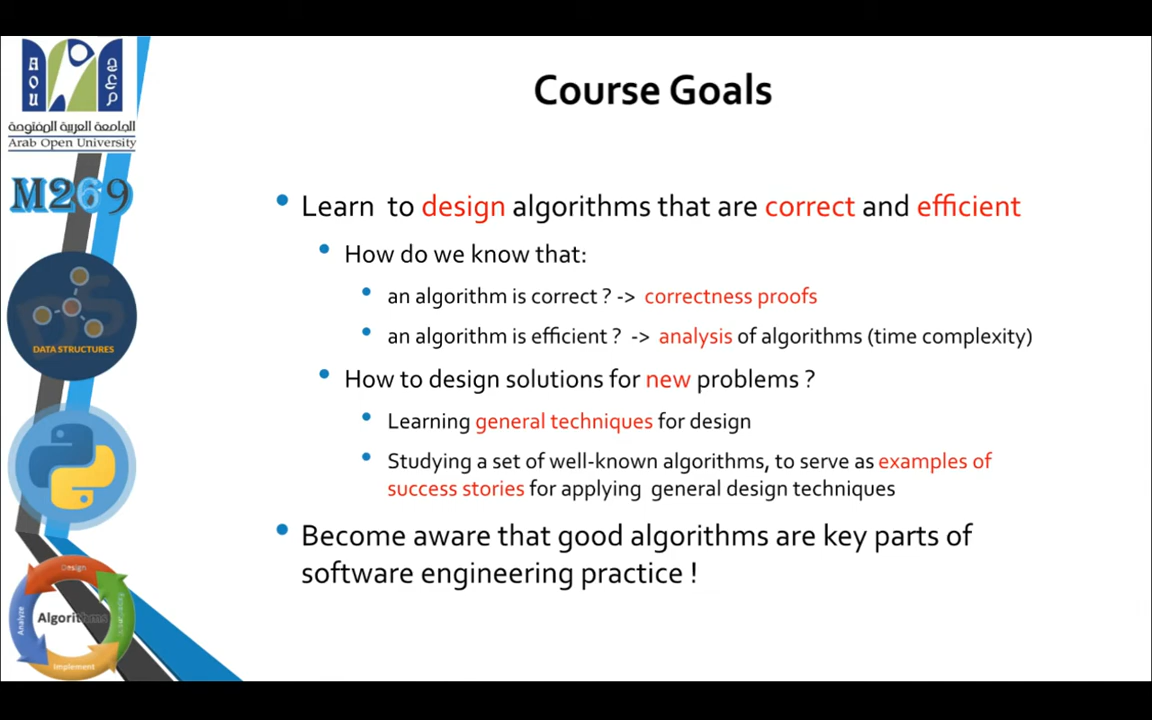 AOU
ﺍﻟﺠﺎﻣﻌﺔ ﺍﻟﻌﺮﺑﻴﺔ ﺍﻟﻤﻔﺘﻮﺣﺔ
Arab Open University
M269
DATA STRUCTURES
Design
Analyze
Algorithms
Implement
Course Goals
• Learn to design algorithms that are correct and efficient
• How do we know that:
• an algorithm is correct ? -> correctness proofs
• an algorithm is efficient ? -> analysis of algorithms (time complexity)
• How to design solutions for new problems ?
• Learning general techniques for design
• Studying a set of well-known algorithms, to serve as examples of
success stories for applying general design techniques
• Become aware that good algorithms are key parts of
software engineering practice !